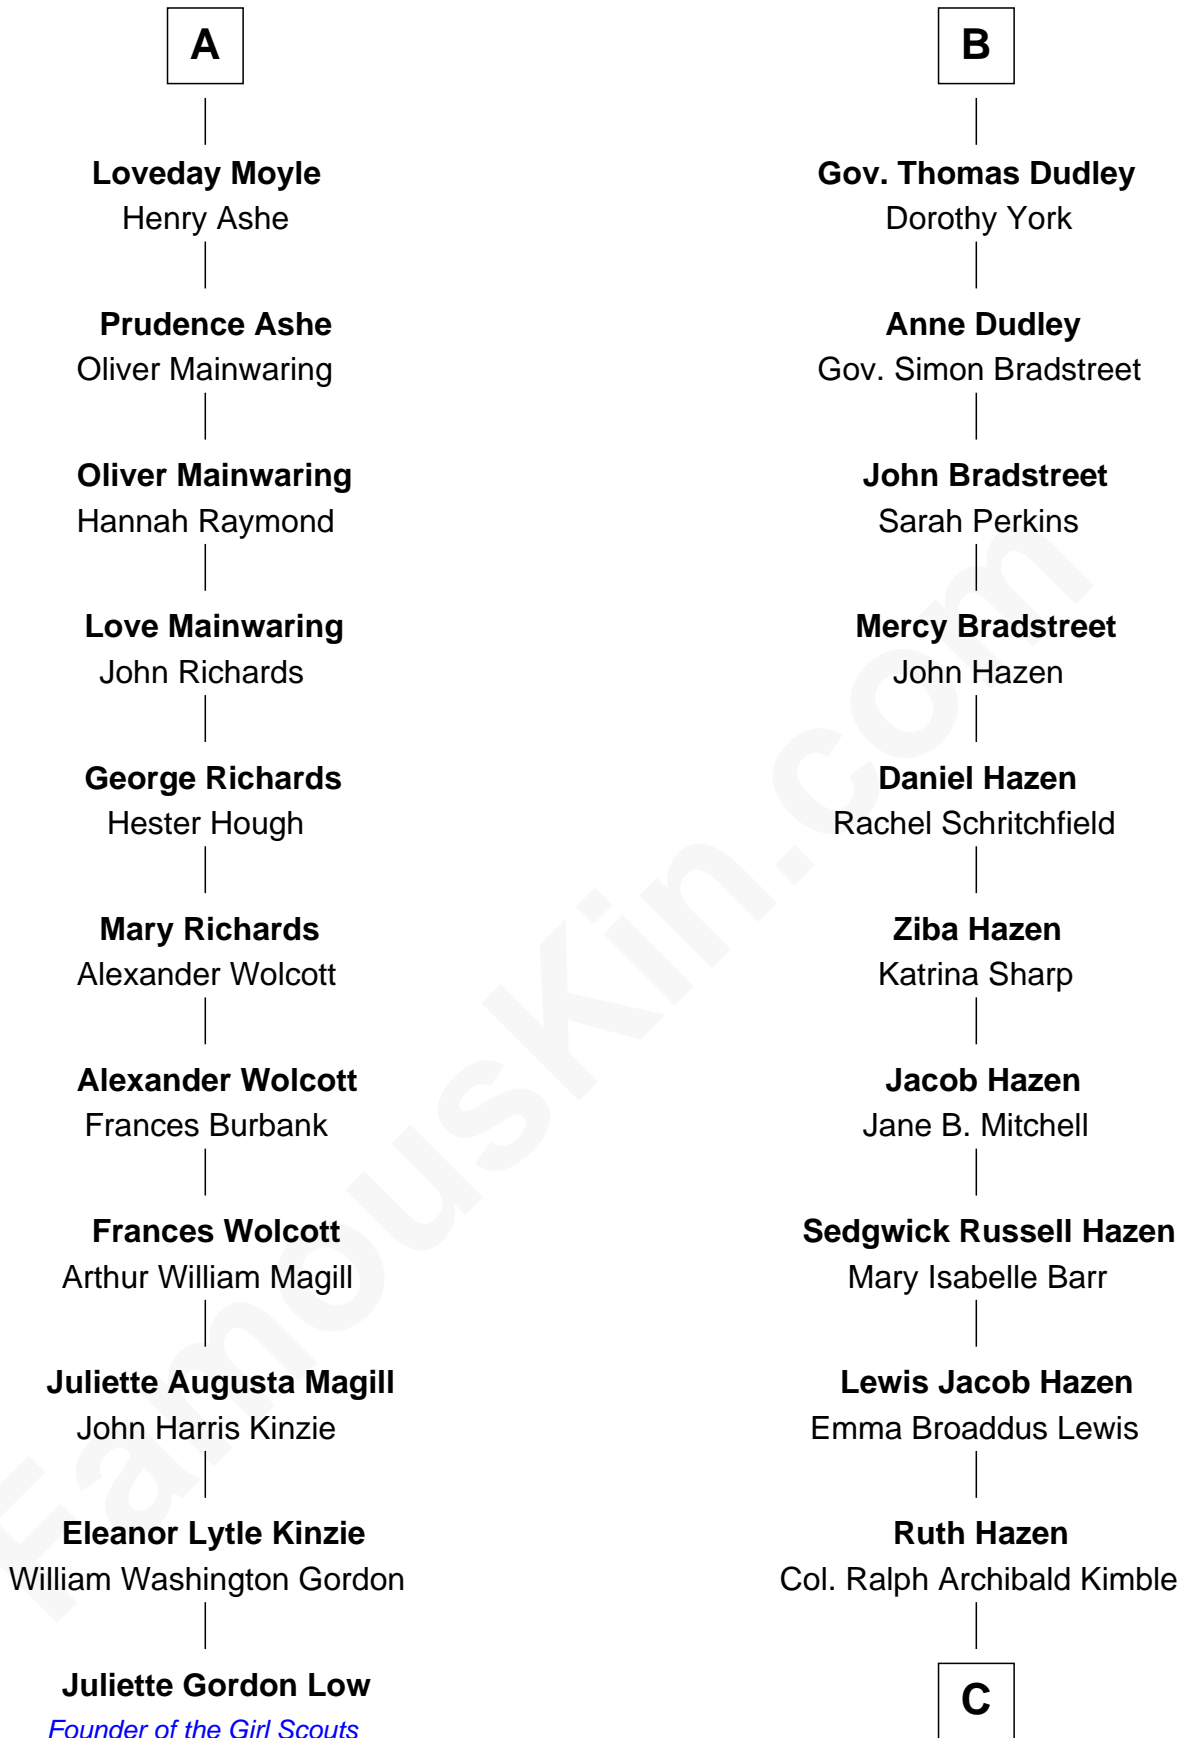 A
Loveday Moyle
Henry Ashe
Prudence Ashe
Oliver Mainwaring
Oliver Mainwaring
Hannah Raymond
Love Mainwaring
John Richards
George Richards
Hester Hough
Mary Richards
Alexander Wolcott
Alexander Wolcott
Frances Burbank
Frances Wolcott
Arthur William Magill
Juliette Augusta Magill
John Harris Kinzie
Eleanor Lytle Kinzie
William Washington Gordon
Juliette Gordon Low
Founder of the Girl Scouts
B
Gov. Thomas Dudley
Dorothy York
Anne Dudley
Gov. Simon Bradstreet
John Bradstreet
Sarah Perkins
Mercy Bradstreet
John Hazen
Daniel Hazen
Rachel Schritchfield
Ziba Hazen
Katrina Sharp
Jacob Hazen
Jane B. Mitchell
Sedgwick Russell Hazen
Mary Isabelle Barr
Lewis Jacob Hazen
Emma Broaddus Lewis
Ruth Hazen
Col. Ralph Archibald Kimble
C
FamousKin.com